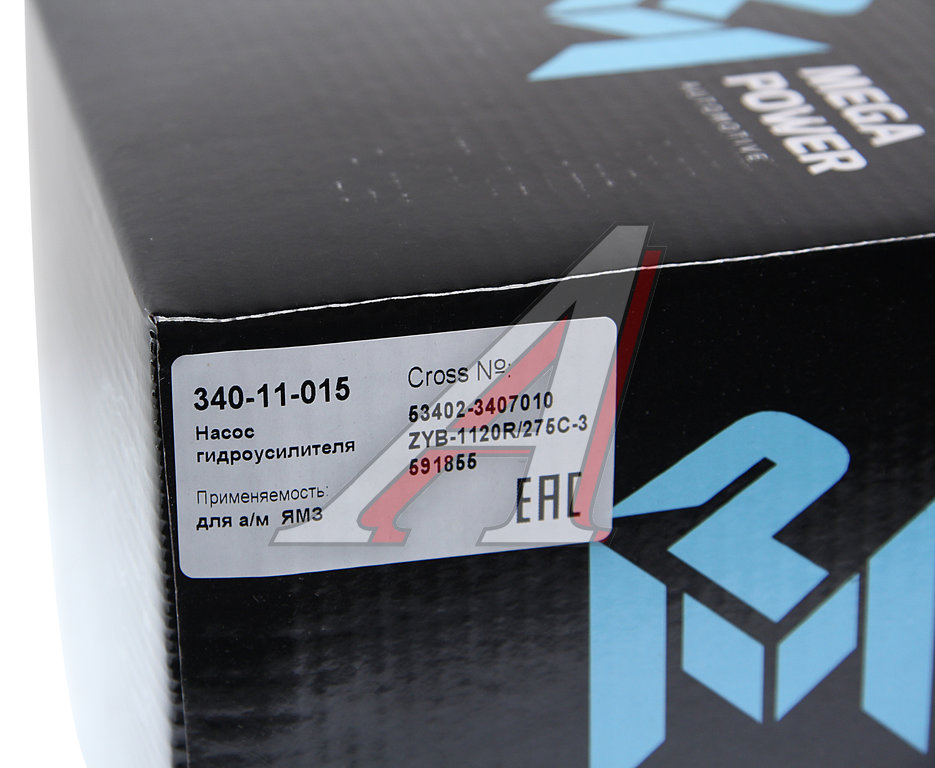 MEGA
POWER
AUTOMOTIVE
340-11-015
Насос
гидроусилителя
Применяемость:
для а/м ЯМЗ
Cross №:
53402-3407010
ZYB-1120R/275C-3
591855
EAC